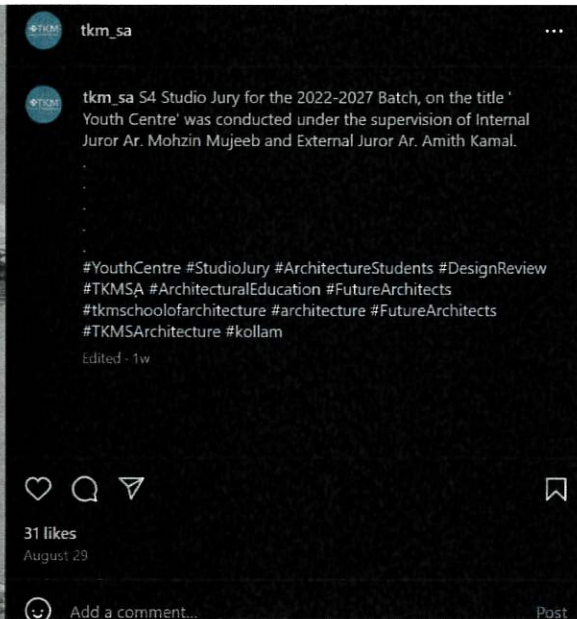 TKM
tkm_sa
...
TKM
tkm_sa S4 Studio Jury for the 2022-2027 Batch, on the title '
Youth Centre' was conducted under the supervision of Internal
Juror Ar. Mohzin Mujeeb and External Juror Ar. Amith Kamal.
.
.
.
.
.
#YouthCentre #StudioJury #ArchitectureStudents #DesignReview
#TKMSA #ArchitecturalEducation #FutureArchitects
#tkmschoolofarchitecture #architecture #FutureArchitects
#TKMSArchitecture #kollam
Edited · 1w
31 likes
August 29
Add a comment...
Post